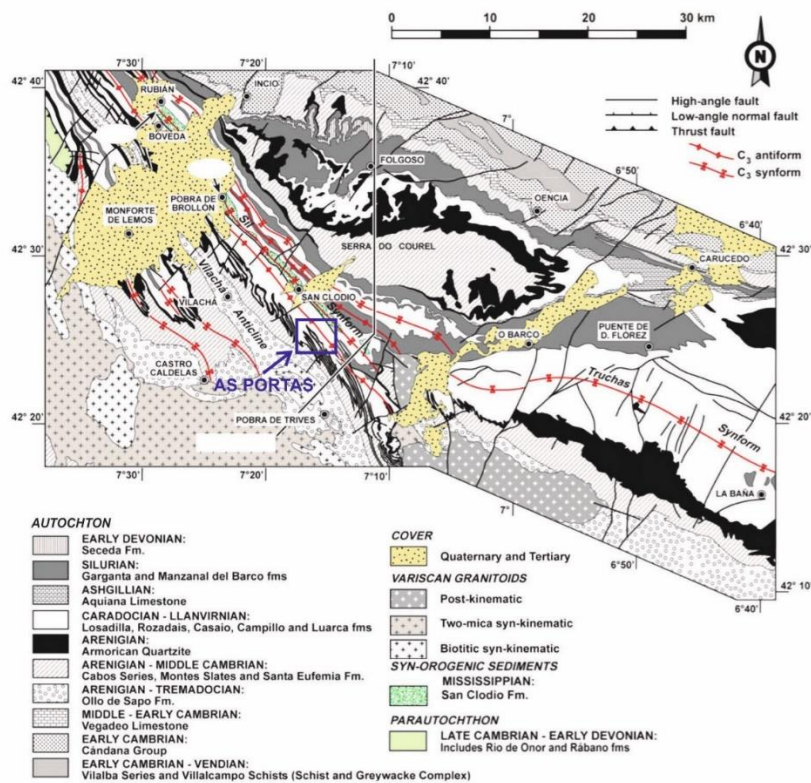 0 10 20 30 km
7°30' 7°20' 7°10'
42° 40' 42° 40'
RUBIÁN INCIO
N
BOVEDA
7°
High-angle fault
Low-angle normal fault
Thrust fault
C3 antiform
C3 synform
FOLGOSO
6° 50'
OENCIA
POBRA DE
BROLLÓN
MONFORTE
DE LEMOS
6° 40'
42° 30' 42° 30'
Sil
Synform
SERRA DO COUREL
CARUCEDO
Vilachá
Anticline
VILACHÁ
SAN CLODIO
O BARCO
PUENTE DE
D. FLOREZ
AS PORTAS
CASTRO
CALDELAS
Truchas
Synform
42° 20' 42° 20'
POBRA DE TRIVES
LA BAÑA
7°30' 7°20' 7°10'
7°
6°50'
42° 10'
6°40'
AUTOCHTON
EARLY DEVONIAN:
Seceda Fm.
SILURIAN:
Garganta and Manzanal del Barco fms
ASHGILLIAN:
Aquiana Limestone
CARADOCIAN - LLANVIRNIAN:
Losadilla, Rozadais, Casaio, Campillo and Luarca fms
ARENIGIAN:
Armorican Quartzite
ARENIGIAN - MIDDLE CAMBRIAN:
Cabos Series, Montes Slates and Santa Eufemia Fm.
ARENIGIAN - TREMADOCIAN:
Ollo de Sapo Fm.
MIDDLE - EARLY CAMBRIAN:
Vegadeo Limestone
EARLY CAMBRIAN:
Cándana Group
EARLY CAMBRIAN - VENDIAN:
Vilalba Series and Villalcampo Schists (Schist and Greywacke Complex)
COVER
Quaternary and Tertiary
VARISCAN GRANITOIDS
Post-kinematic
Two-mica syn-kinematic
Biotitic syn-kinematic
SYN-OROGENIC SEDIMENTS
MISSISSIPPIAN:
San Clodio Fm.
PARAUTOCHTHON
LATE CAMBRIAN - EARLY DEVONIAN:
Includes Rio de Onor and Rábano fms